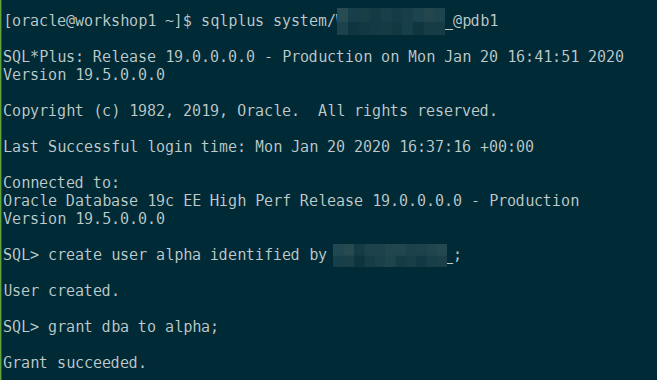 [oracle@workshop1 ~]$ sqlplus system/ _@pdb1
SQL*Plus: Release 19.0.0.0.0 - Production on Mon Jan 20 16:41:51 2020
Version 19.5.0.0.0
Copyright (c) 1982, 2019, Oracle.  All rights reserved.
Last Successful login time: Mon Jan 20 2020 16:37:16 +00:00
Connected to:
Oracle Database 19c EE High Perf Release 19.0.0.0.0 - Production
Version 19.5.0.0.0
SQL> create user alpha identified by _;
User created.
SQL> grant dba to alpha;
Grant succeeded.